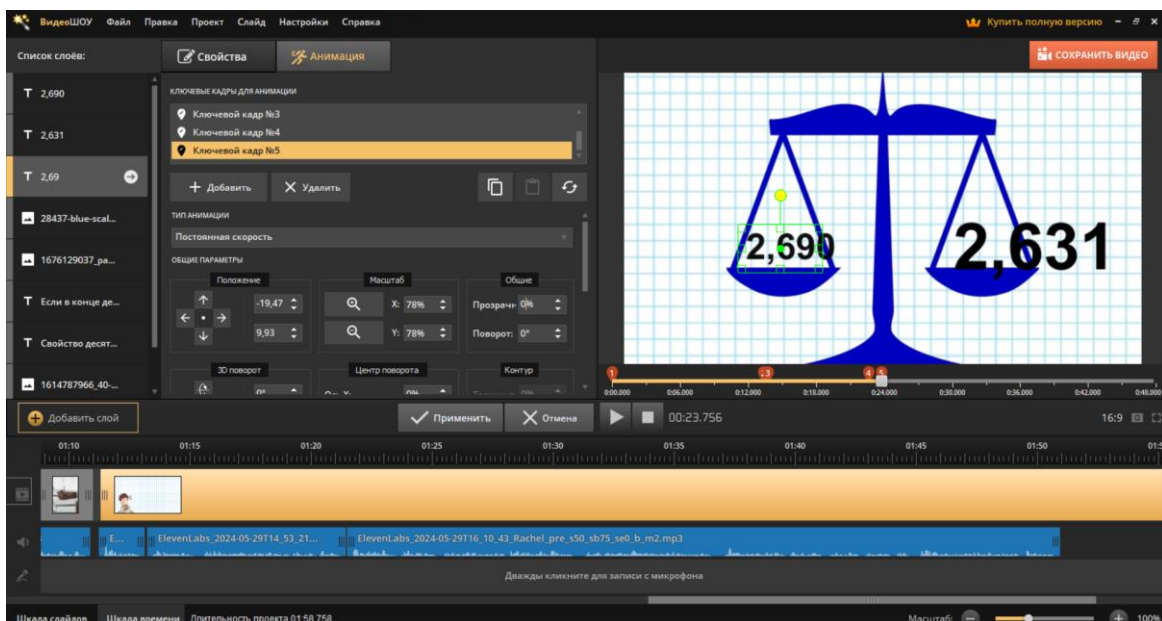 ВидеоШОУ Файл Правка Проект Слайд Настройки Справка Купить полную версию
Список слоёв: Свойства Анимация СОХРАНИТЬ ВИДЕО
T 2,690
T 2,631
T 2,69
28437-blue-scal...
1676129037_pa...
T Если в конце де...
T Свойство десят...
1614787966_40-...
Добавить слой
КЛЮЧЕВЫЕ КАДРЫ ДЛЯ АНИМАЦИИ
Ключевой кадр №3
Ключевой кадр №4
Ключевой кадр №5
Добавить Удалить
ТИП АНИМАЦИИ
Постоянная скорость
ОБЩИЕ ПАРАМЕТРЫ
Положение Масштаб Общие
-19,47 X: 78% Прозрачн 0%
9,93 Y: 78% Поворот: 0°
3D поворот Центр поворота Контур
Применить Отмена
2,690 2,631
1 3 4 5
0:00.000 0:06.000 0:12.000 0:18.000 0:24.000 0:30.000 0:36.000 0:42.000 0:48.000
00:23.756 16:9
01:10 01:15 01:20 01:25 01:30 01:35 01:40 01:45 01:50
E... ElevenLabs_2024-05-29T14_53_21... ElevenLabs_2024-05-29T16_10_43_Rachel_pre_s50_sb75_se0_b_m2.mp3
Дважды кликните для записи с микрофона
Шкала слайдов Шкала времени Длительность проекта 01:58.758 Масштаб: 100%